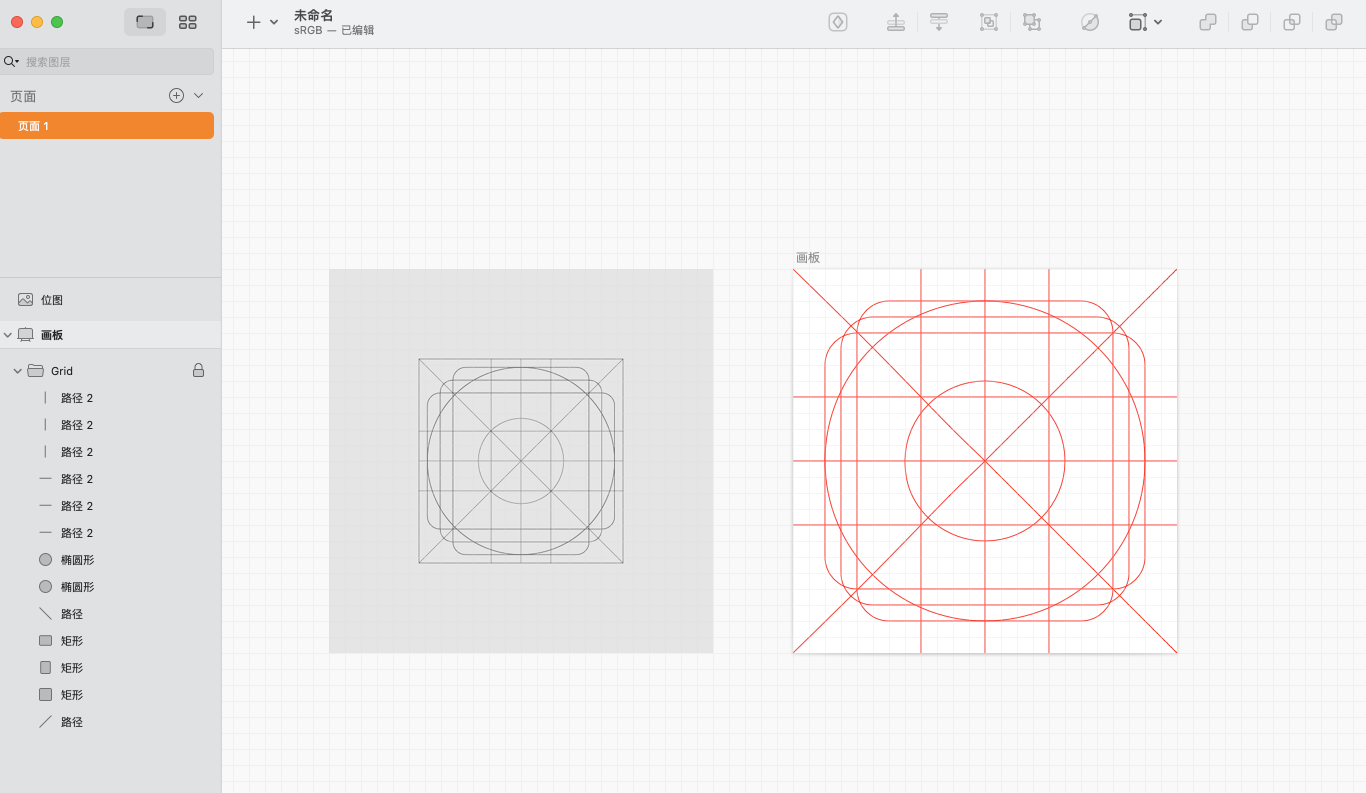 未命名
sRGB — 已编辑
搜索图层
页面
页面 1
位图
画板
Grid
路径 2
路径 2
路径 2
路径 2
路径 2
路径 2
椭圆形
椭圆形
路径
矩形
矩形
矩形
路径
画板